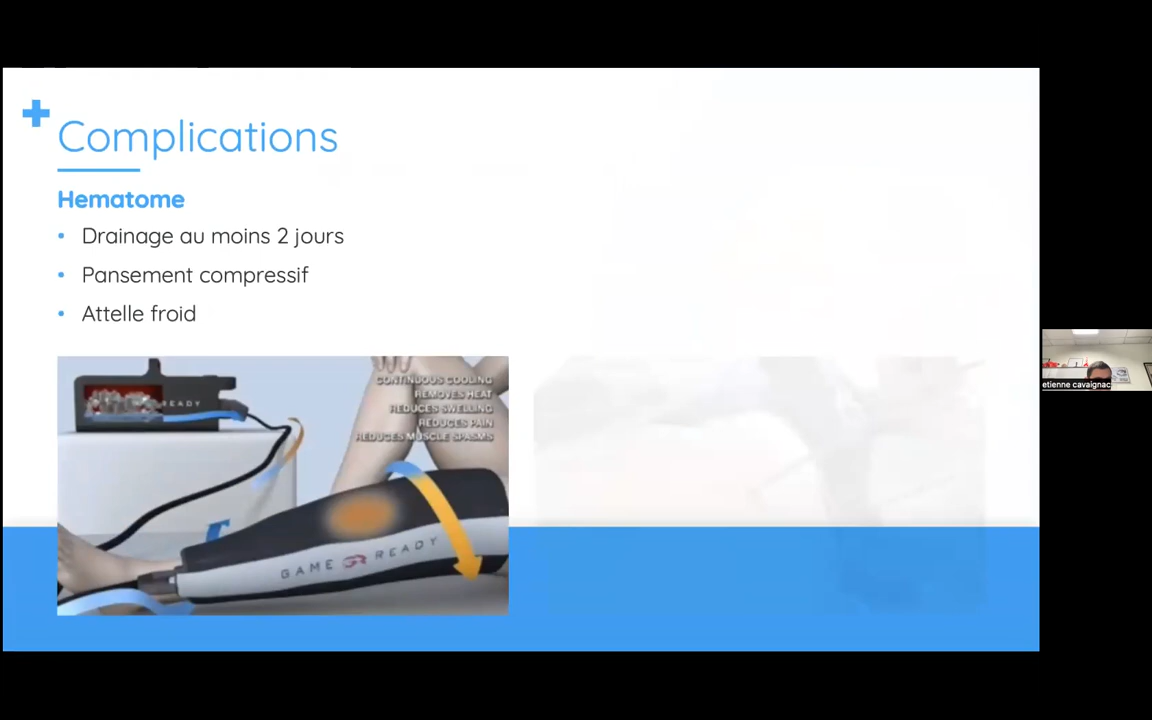 Complications
Hematome
• Drainage au moins 2 jours
• Pansement compressif
• Attelle froid
CONTINUOUS COOLING
REMOVES HEAT
REDUCES SWELLING
REDUCES PAIN
REDUCES MUSCLE SPASMS
READY
GAME READY
etienne cavaignac